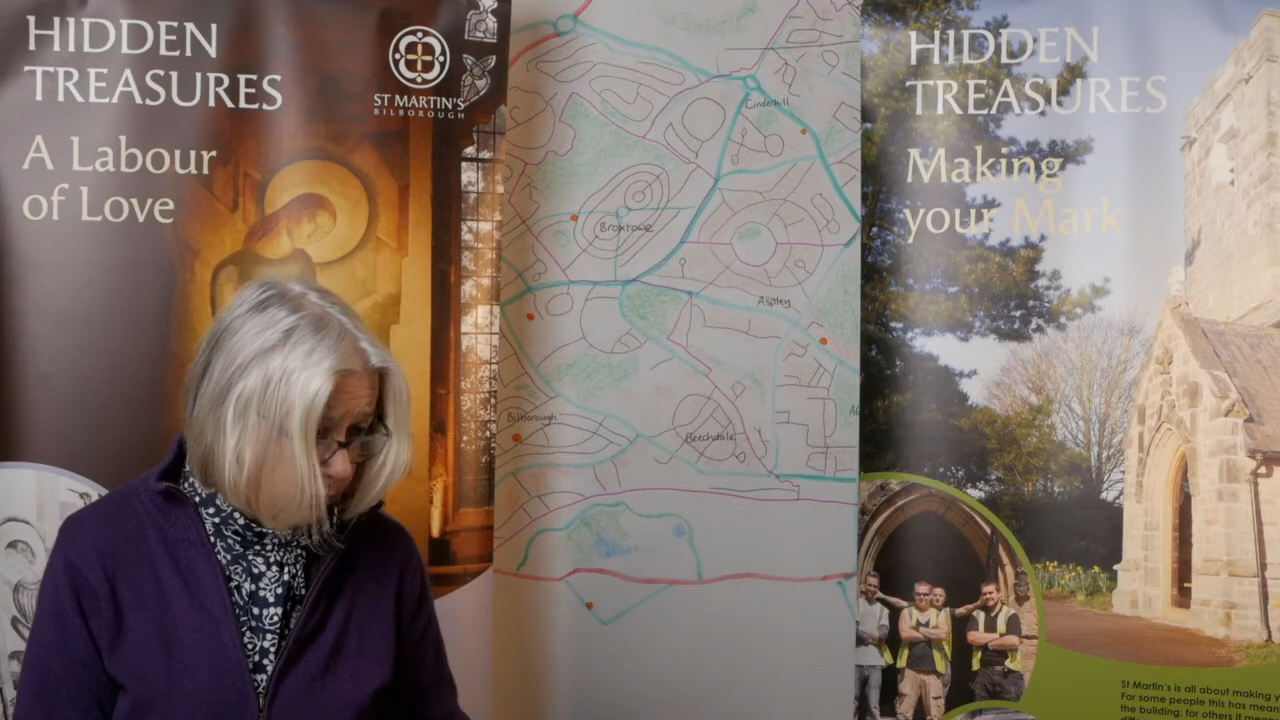 HIDDEN
TREASURES
A Labour
of Love
ST MARTIN'S
BILBOROUGH
Cinderhill
Broxtowe
Aspley
Bilborough
Beechdale
HIDDEN
TREASURES
Making
your Mark
St Martin's is all about making y
For some people this has mean
the building; for others it